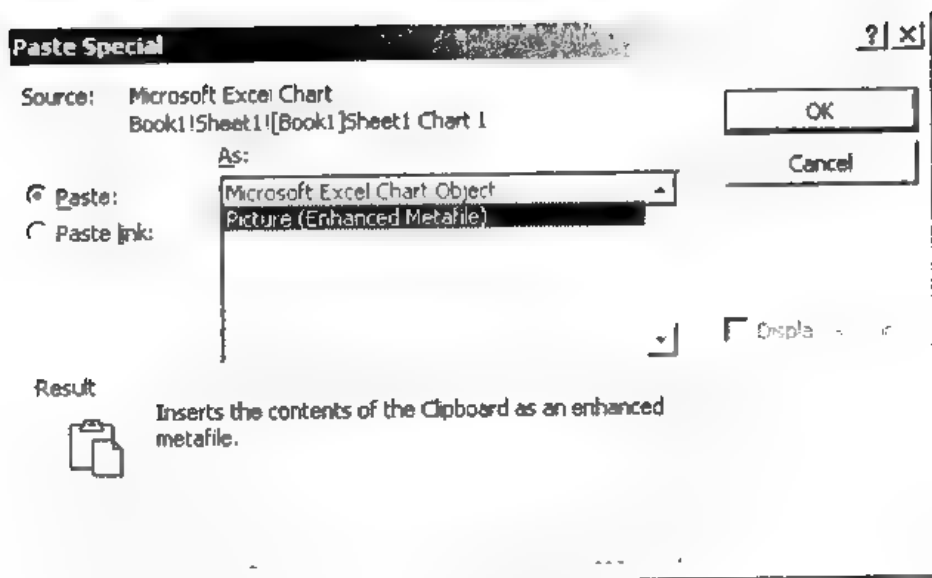 Paste Special
Source: Microsoft Excel Chart
Book1!Sheet1![Book1]Sheet1 Chart 1
OK
As:
Cancel
Paste:
Microsoft Excel Chart Object
Picture (Enhanced Metafile)
Paste link:
Result
Inserts the contents of the Clipboard as an enhanced
metafile.